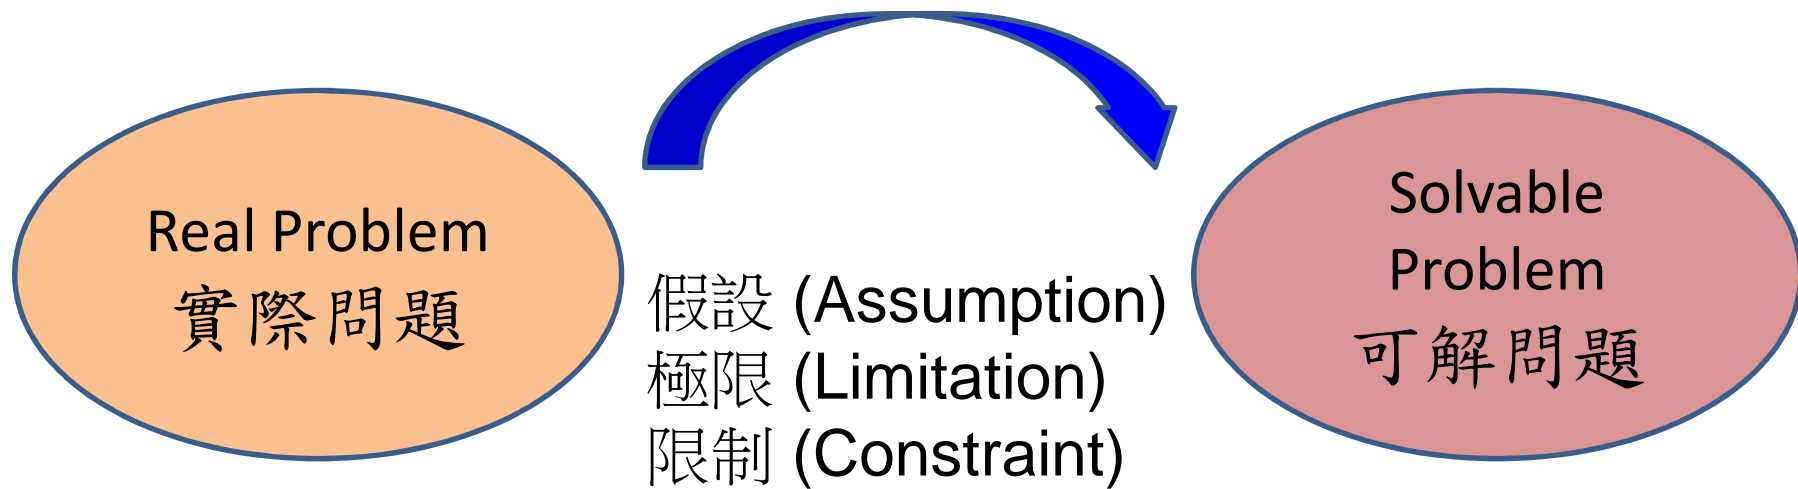 Real Problem
實際問題
假設 (Assumption)
極限 (Limitation)
限制 (Constraint)
Solvable
Problem
可解問題